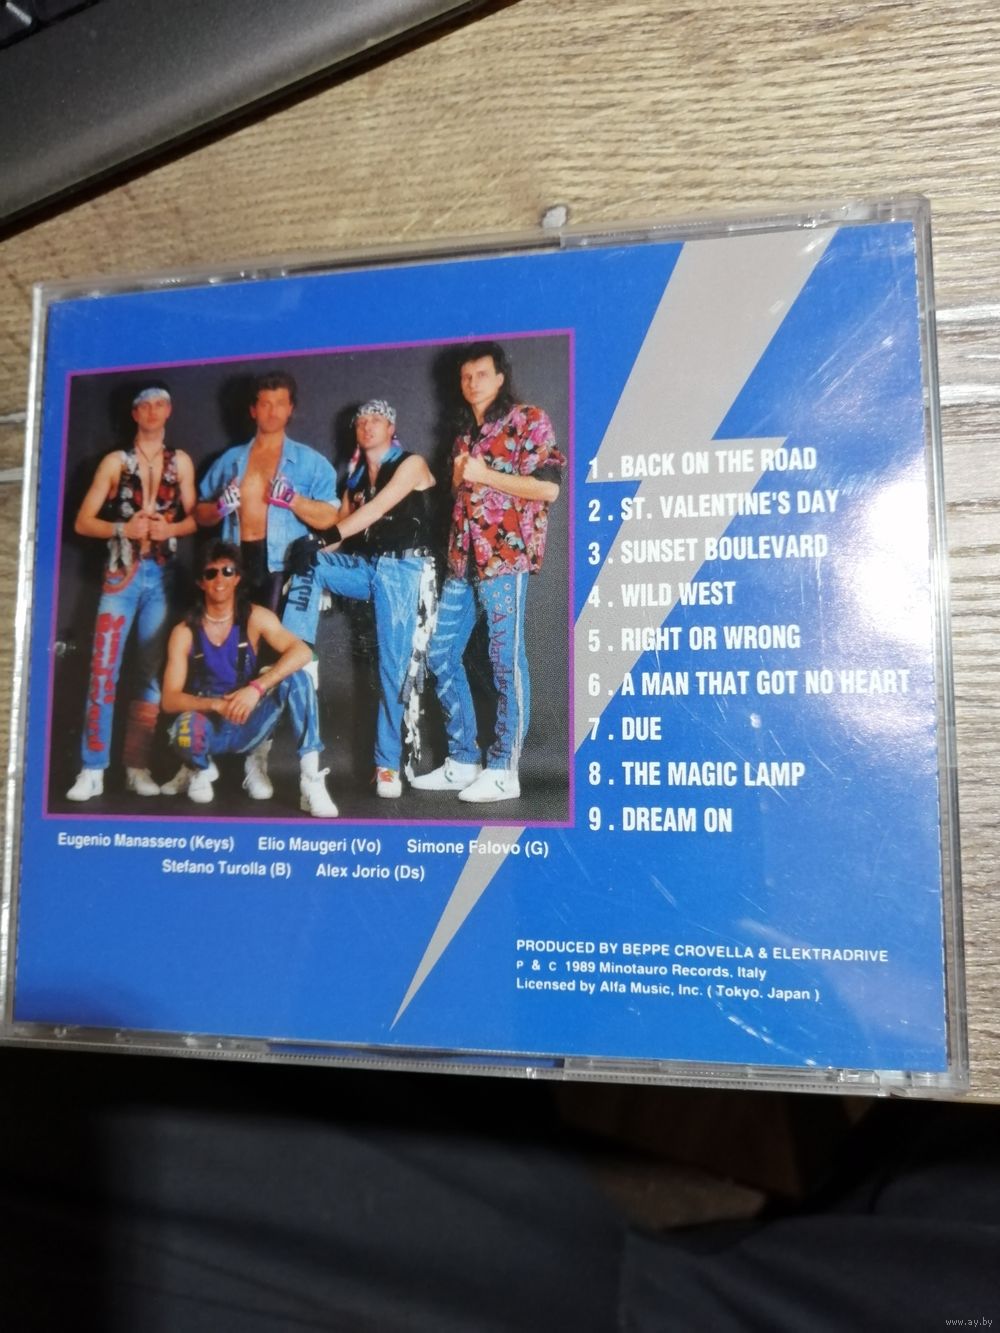 1. BACK ON THE ROAD
2. ST. VALENTINE'S DAY
3. SUNSET BOULEVARD
4. WILD WEST
5. RIGHT OR WRONG
6. A MAN THAT GOT NO HEART
7. DUE
8. THE MAGIC LAMP
9. DREAM ON
Eugenio Manassero (Keys) Elio Maugeri (Vo) Simone Falovo (G)
Stefano Turolla (B) Alex Jorio (Ds)
PRODUCED BY BEPPE CROVELLA & ELEKTRADRIVE
P & C 1989 Minotauro Records, Italy
Licensed by Alfa Music, Inc. ( Tokyo. Japan )
www.ay.by